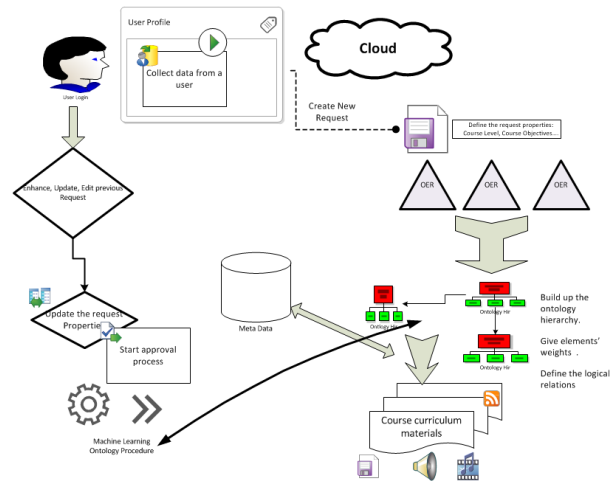 User Profile
Collect data from a
user
Cloud
User Login
Create New
Request
Define the request properties:
Course Level, Course Objectives....
OER
OER
OER
Enhance, Update, Edit previous
Request
Meta Data
Ontology Hir
Ontology Hir
Ontology Hir
Build up the
ontology
hierarchy.
Give elements'
weights .
Define the logical
relations
Update the request
Propertie
Start approval
process
Machine Learning
Ontology Procedure
Course curriculum
materials